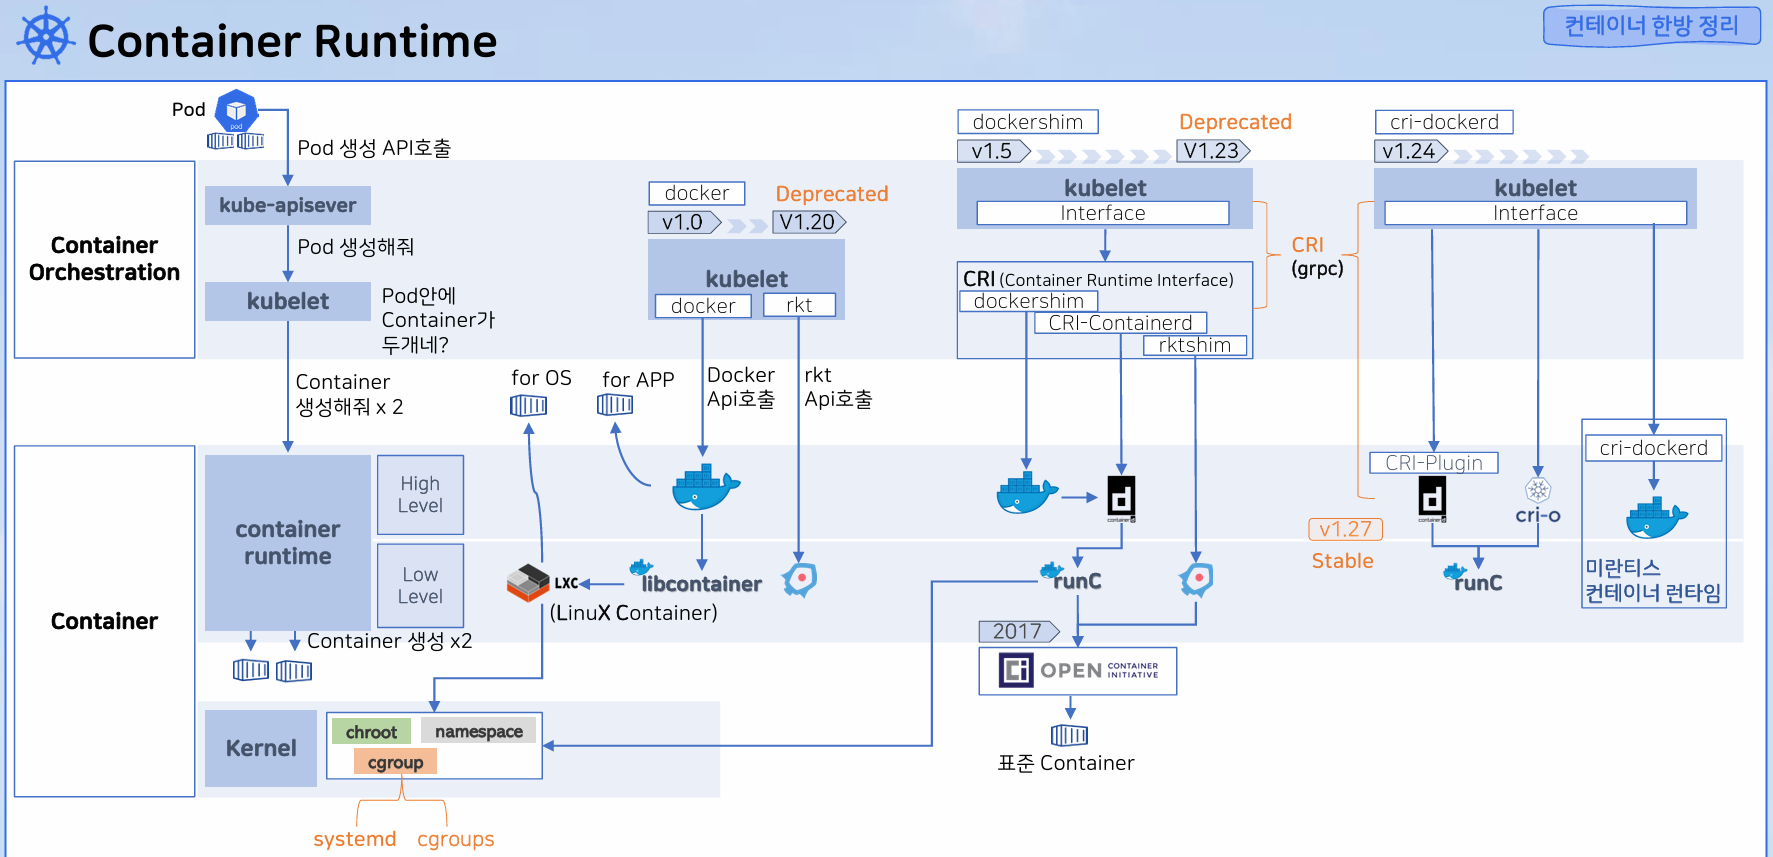 Container Runtime
컨테이너 한방 정리
Pod
pod
Pod 생성 API호출
Container
Orchestration
kube-apisever
Pod 생성해줘
kubelet
Pod안에
Container가
두개네?
Container
생성해줘 x 2
docker
Deprecated
v1.0
V1.20
kubelet
docker
rkt
for OS
for APP
Docker
Api호출
rkt
Api호출
dockershim
Deprecated
v1.5
V1.23
kubelet
Interface
CRI (Container Runtime Interface)
dockershim
CRI-Containerd
rktshim
CRI
(grpc)
cri-dockerd
v1.24
kubelet
Interface
Container
container
runtime
High
Level
Low
Level
Container 생성 x2
LXC
libcontainer
(LinuX Container)
containerd
runC
2017
OPEN CONTAINER
INITIATIVE
표준 Container
v1.27
Stable
CRI-Plugin
containerd
cri-o
runC
cri-dockerd
미란티스
컨테이너 런타임
Kernel
chroot
namespace
cgroup
systemd
cgroups